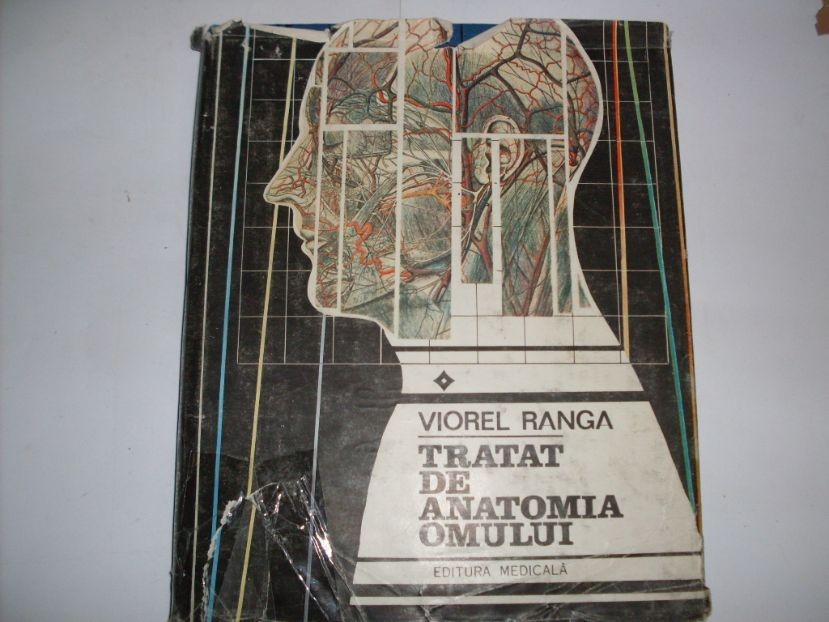 VIOREL RANGA
TRATAT
DE
ANATOMIA
OMULUI
EDITURA MEDICALĂ